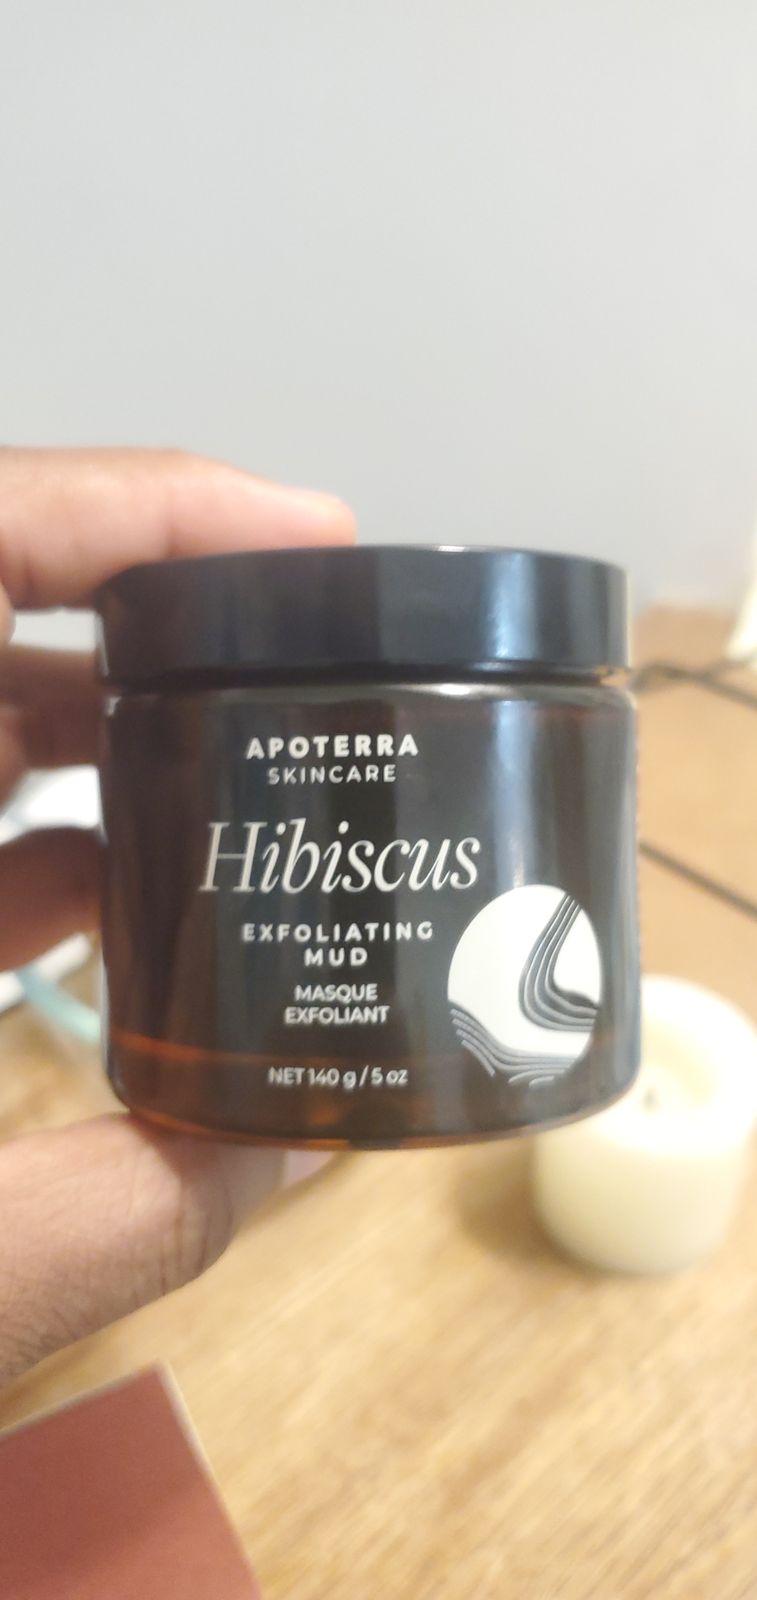 APOTERRA
SKINCARE
Hibiscus
EXFOLIATING
MUD
MASQUE
EXFOLIANT
NET 140 g / 5 oz